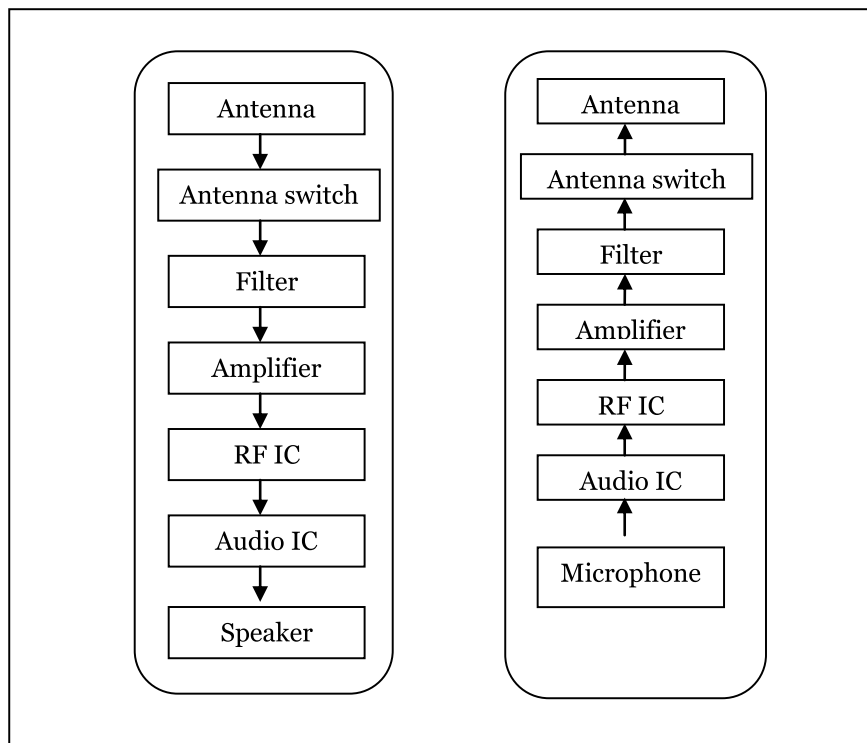 Antenna
Antenna switch
Filter
Amplifier
RF IC
Audio IC
Speaker
Antenna
Antenna switch
Filter
Amplifier
RF IC
Audio IC
Microphone